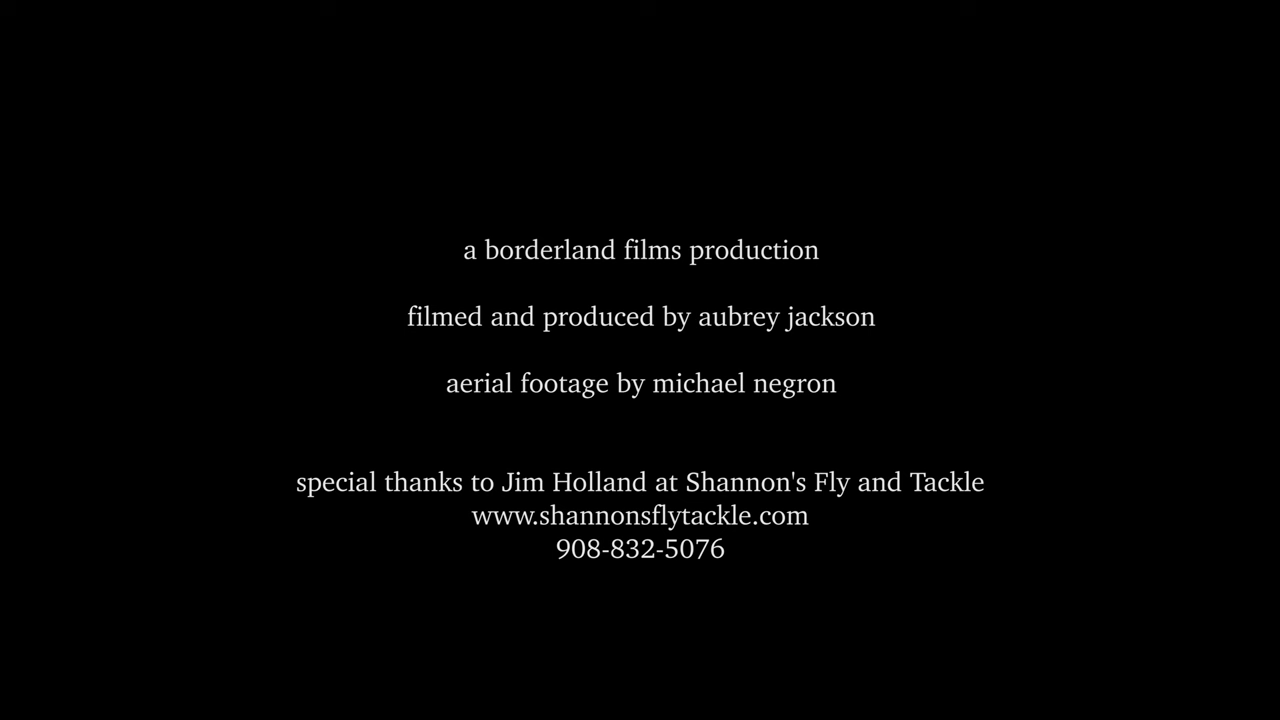 a borderland films production
filmed and produced by aubrey jackson
aerial footage by michael negron
special thanks to Jim Holland at Shannon's Fly and Tackle
www.shannonsflytackle.com
908-832-5076